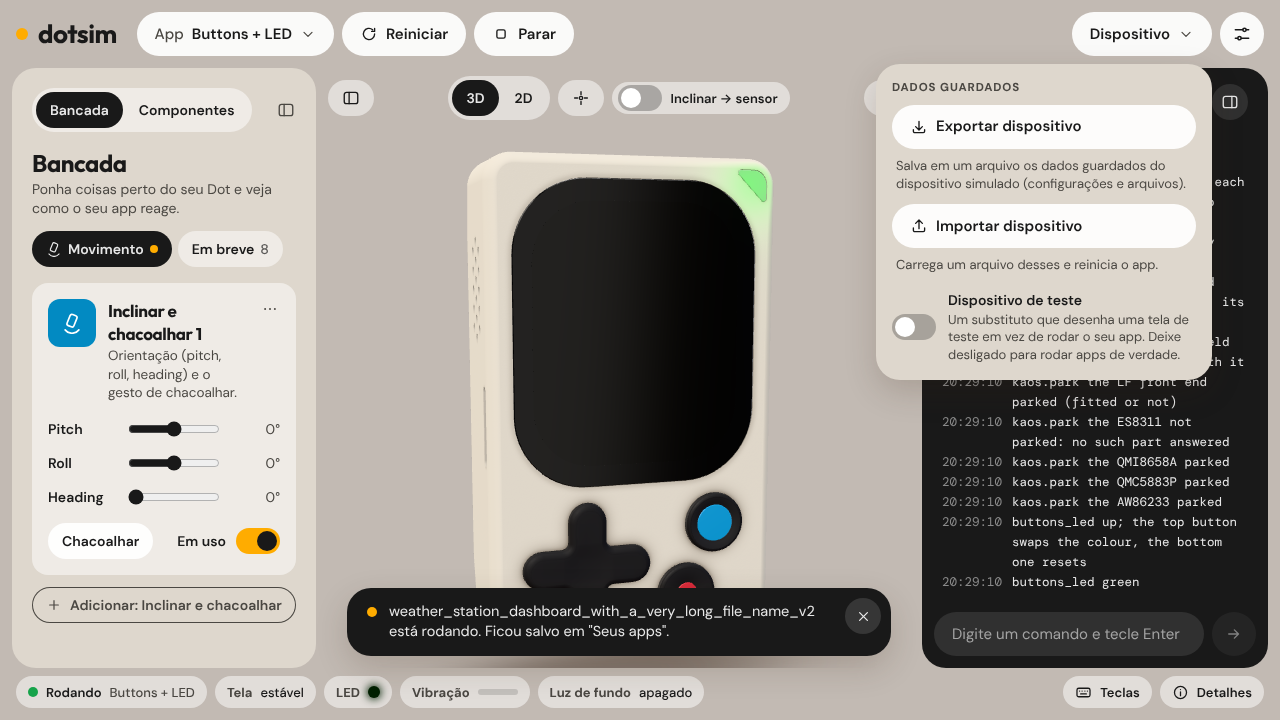 dotsim
App Buttons + LED
Reiniciar
Parar
Dispositivo
Bancada
Componentes
Bancada
Ponha coisas perto do seu Dot e veja
como o seu app reage.
Movimento
Em breve 8
Inclinar e
chacoalhar 1
Orientação (pitch,
roll, heading) e o
gesto de chacoalhar.
Pitch 0°
Roll 0°
Heading 0°
Chacoalhar
Em uso
Adicionar: Inclinar e chacoalhar
3D
2D
Inclinar → sensor
DADOS GUARDADOS
Exportar dispositivo
Salva em um arquivo os dados guardados do
dispositivo simulado (configurações e arquivos).
Importar dispositivo
Carrega um arquivo desses e reinicia o app.
Dispositivo de teste
Um substituto que desenha uma tela de
teste em vez de rodar o seu app. Deixe
desligado para rodar apps de verdade.
each
its
20:29:10 kaos.park the LF front end
parked (fitted or not)
20:29:10 kaos.park the ES8311 not
parked: no such part answered
20:29:10 kaos.park the QMI8658A parked
20:29:10 kaos.park the QMC5883P parked
20:29:10 kaos.park the AW86233 parked
20:29:10 buttons_led up; the top button
swaps the colour, the bottom
one resets
20:29:10 buttons_led green
Digite um comando e tecle Enter
weather_station_dashboard_with_a_very_long_file_name_v2
está rodando. Ficou salvo em "Seus apps".
Rodando Buttons + LED
Tela estável
LED
Vibração
Luz de fundo apagado
Teclas
Detalhes